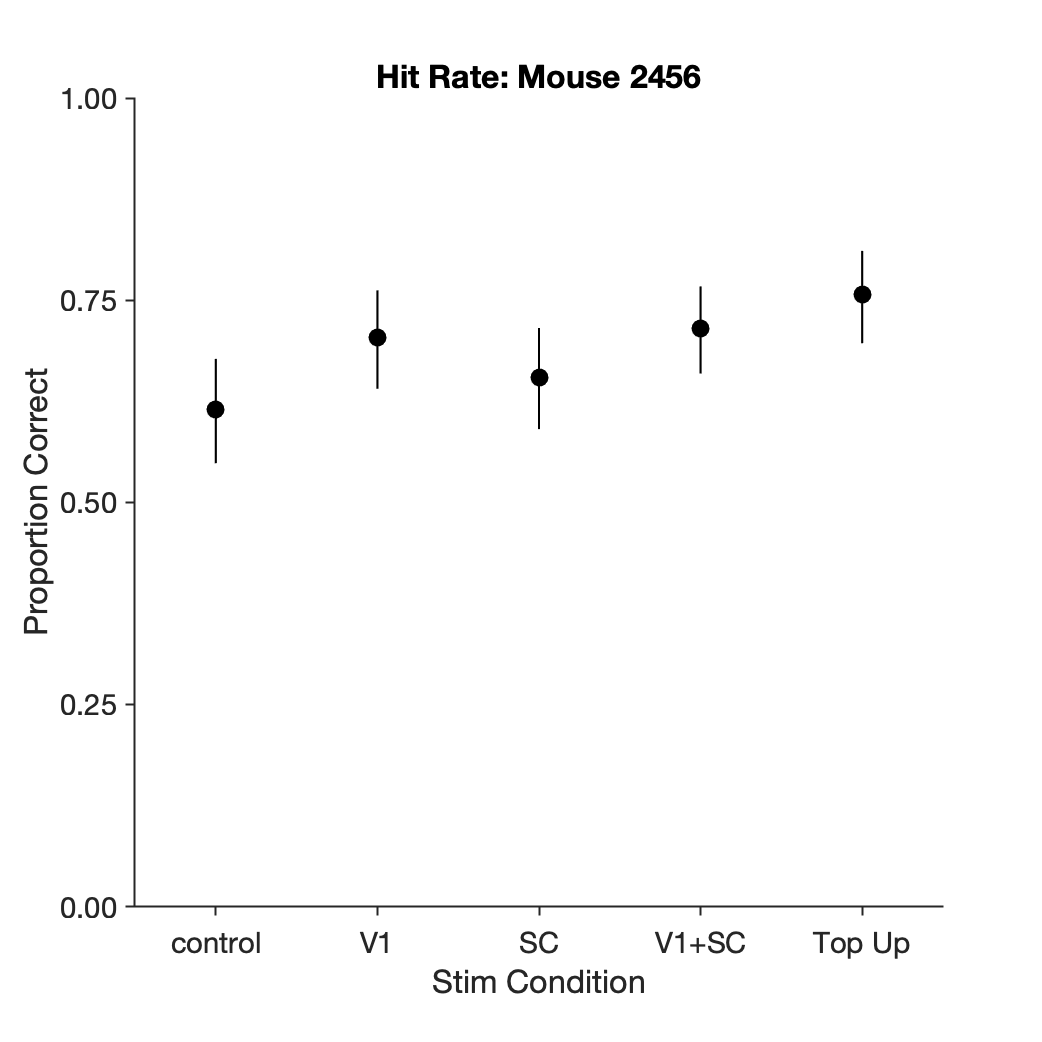 Hit Rate: Mouse 2456
1.00
0.75
0.50
0.25
0.00
Proportion Correct
control V1 SC V1+SC Top Up
Stim Condition